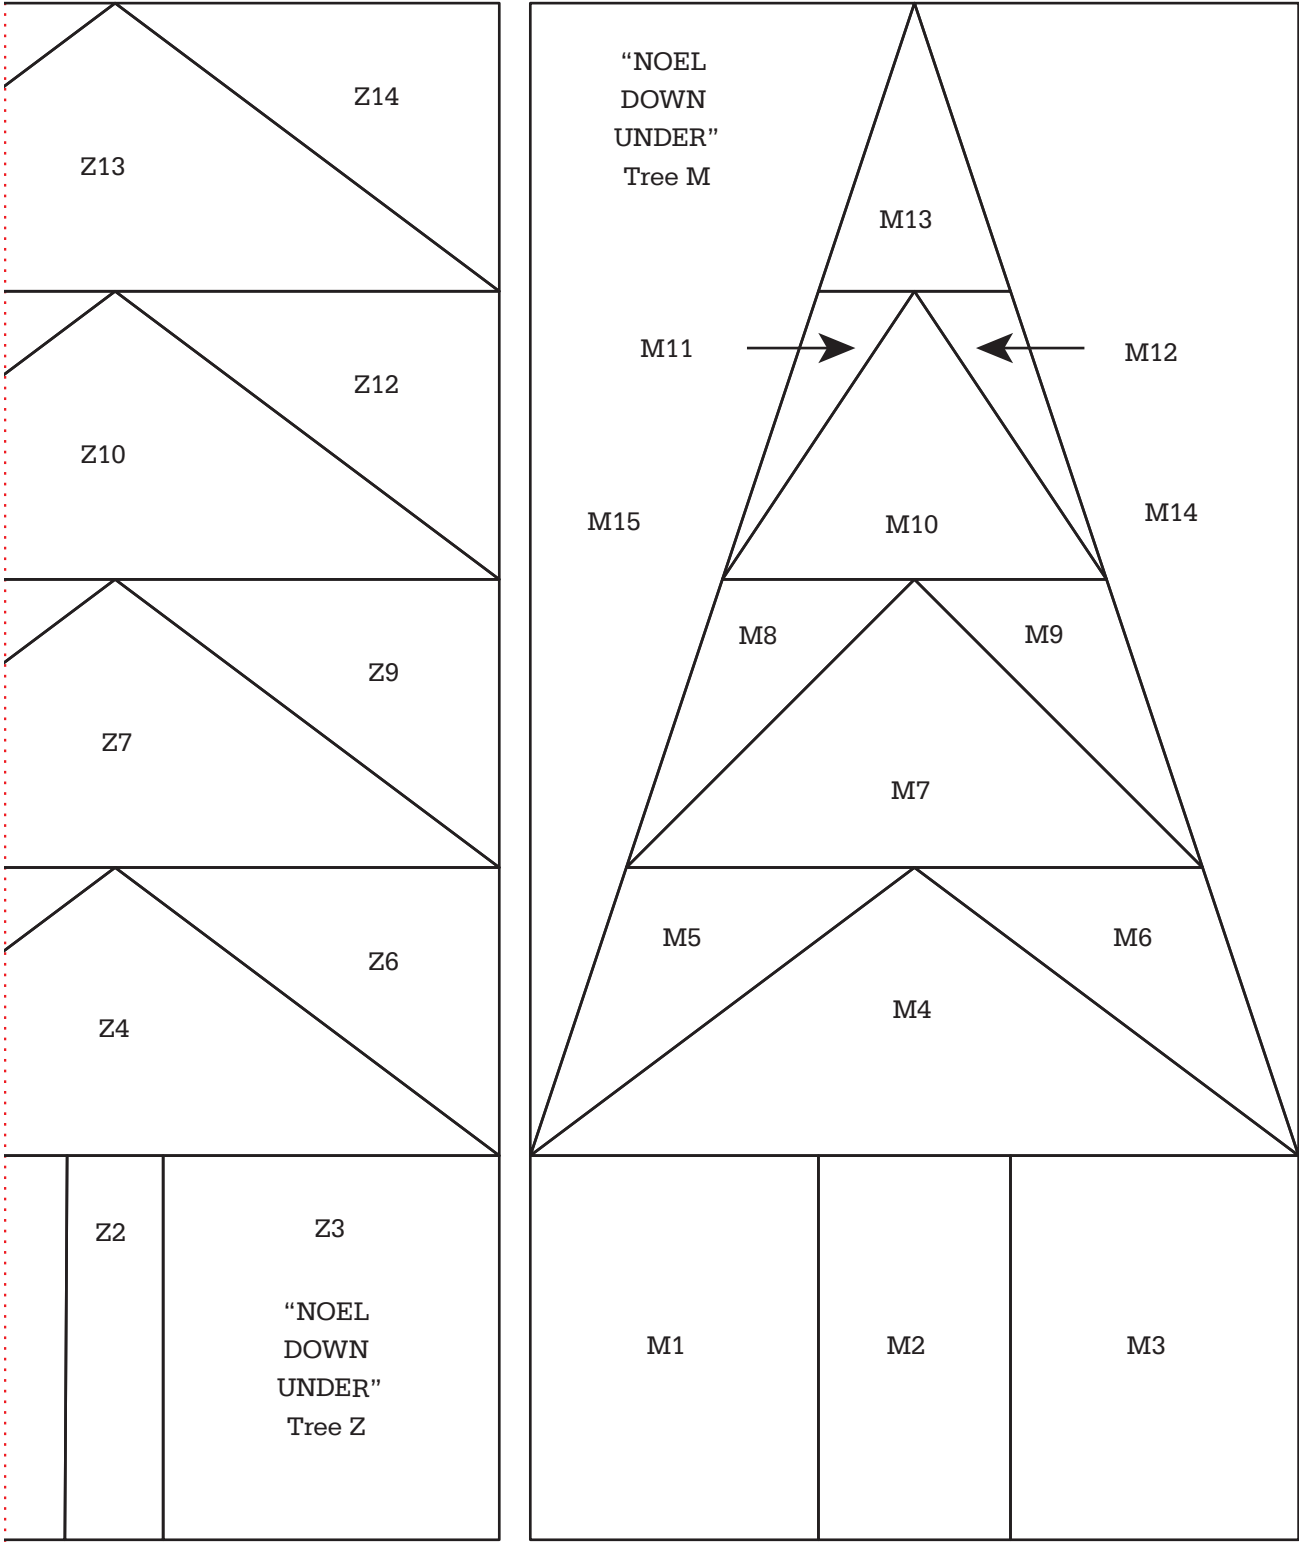 Z14
Z13
Z12
Z10
Z9
Z7
Z6
Z4
Z2
Z3
“NOEL
DOWN
UNDER”
Tree Z
“NOEL
DOWN
UNDER”
Tree M
M13
M11
M12
M15
M10
M14
M8
M9
M7
M5
M6
M4
M1
M2
M3